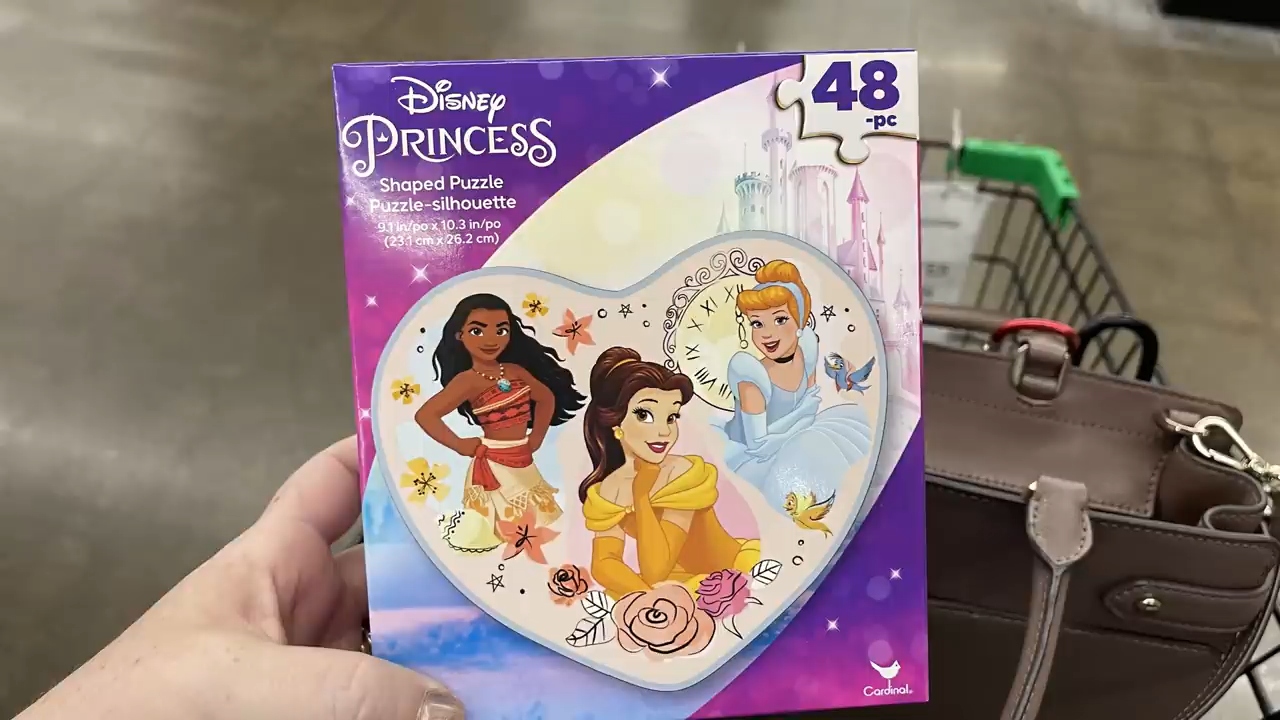 Disney
PRINCESS
Shaped Puzzle
Puzzle-silhouette
9.1 in/po x 10.3 in/po
(23.1 cm x 26.2 cm)
48
-pc
Cardinal